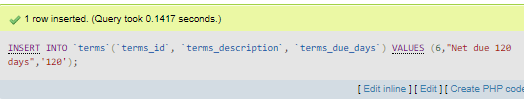 1 row inserted. (Query took 0.1417 seconds.)
INSERT INTO `terms`(`terms_id`, `terms_description`, `terms_due_days`) VALUES (6,"Net due 120
days",'120');
[ Edit inline ] [ Edit ] [ Create PHP code